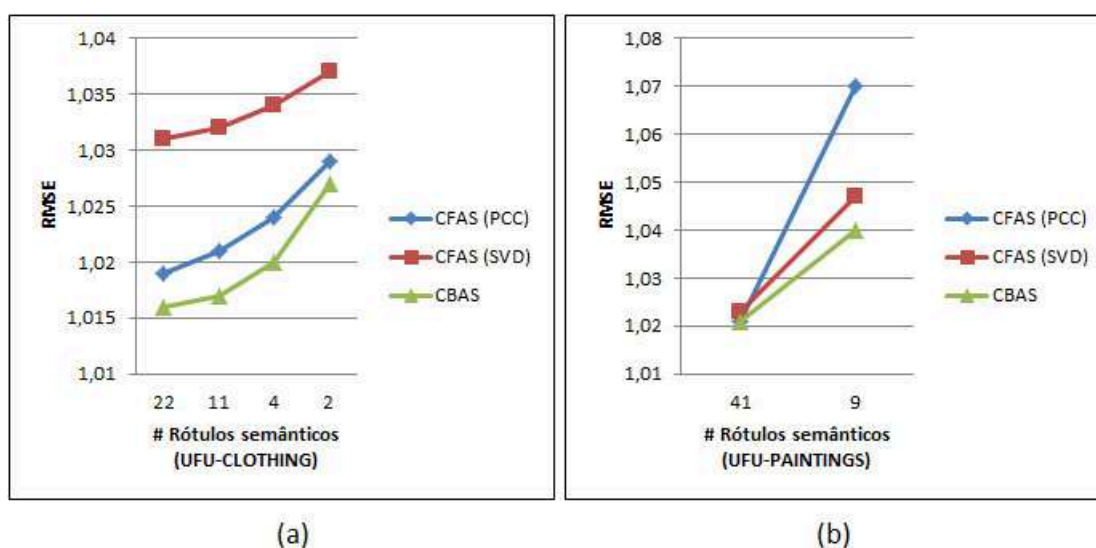 1,04
1,035
1,03
1,025
1,02
1,015
1,01
RMSE
22 11 4 2
# Rótulos semânticos
(UFU-CLOTHING)
CFAS (PCC)
CFAS (SVD)
CBAS
(a)
1,08
1,07
1,06
1,05
1,04
1,03
1,02
1,01
RMSE
41 9
# Rótulos semânticos
(UFU-PAINTINGS)
CFAS (PCC)
CFAS (SVD)
CBAS
(b)